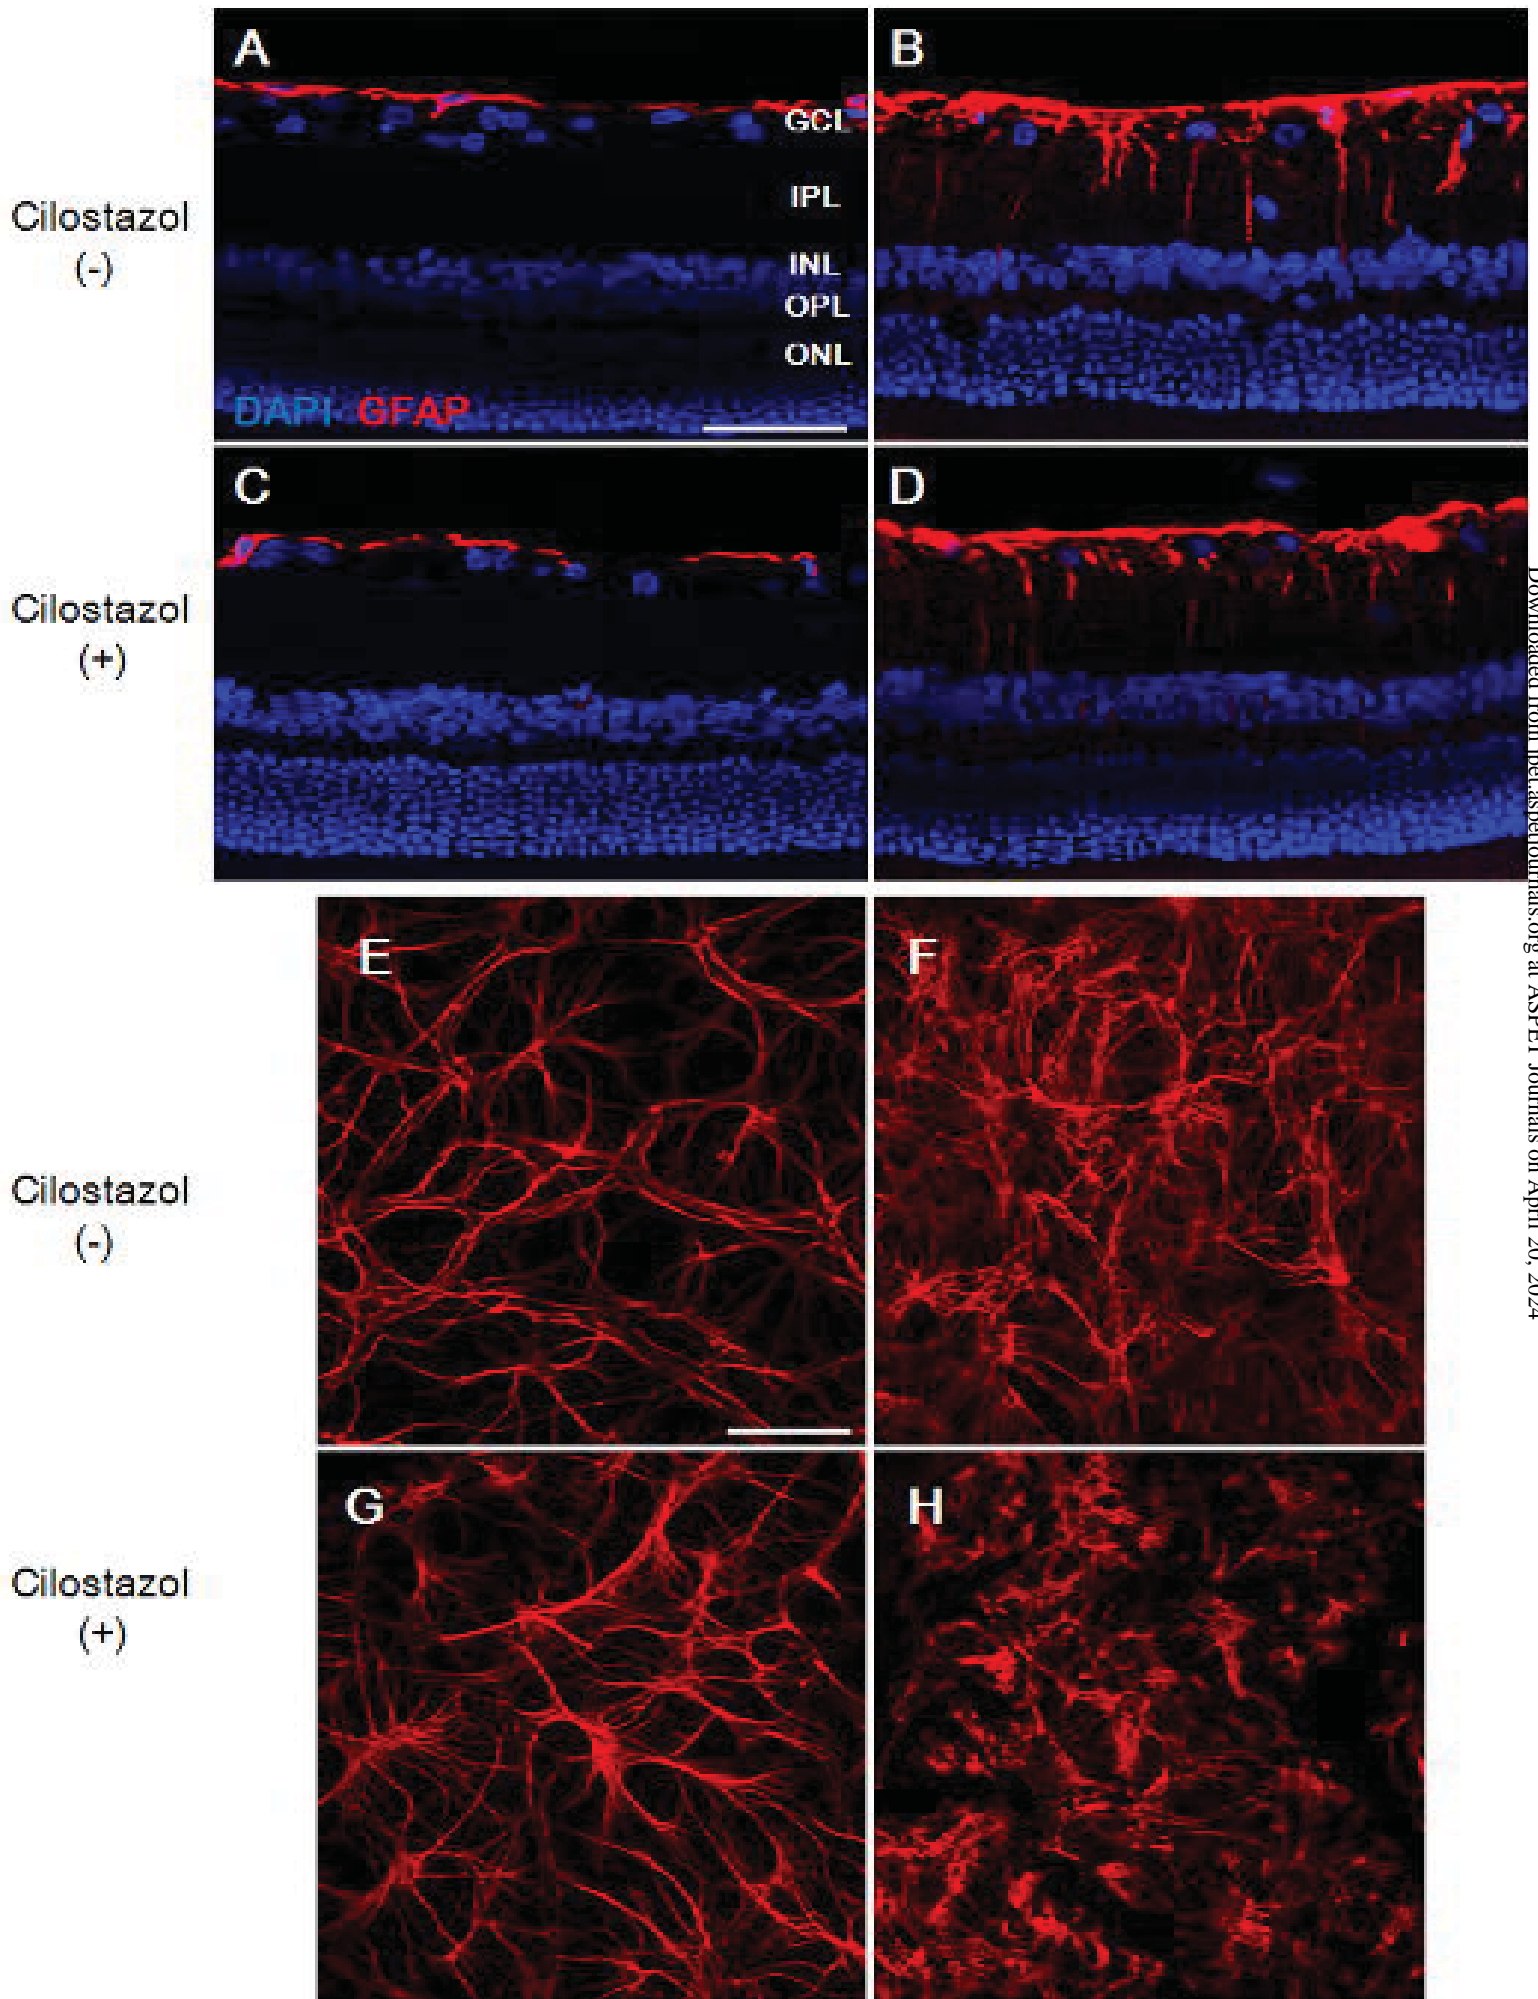 A
B
GCL
Cilostazol
(-)
IPL
INL
OPL
ONL
DAPI GFAP
C
D
Cilostazol
(+)
E
F
Cilostazol
(-)
G
H
Cilostazol
(+)
Downloaded from jpet.aspetjournals.org at ASPET Journals on April 20, 2024